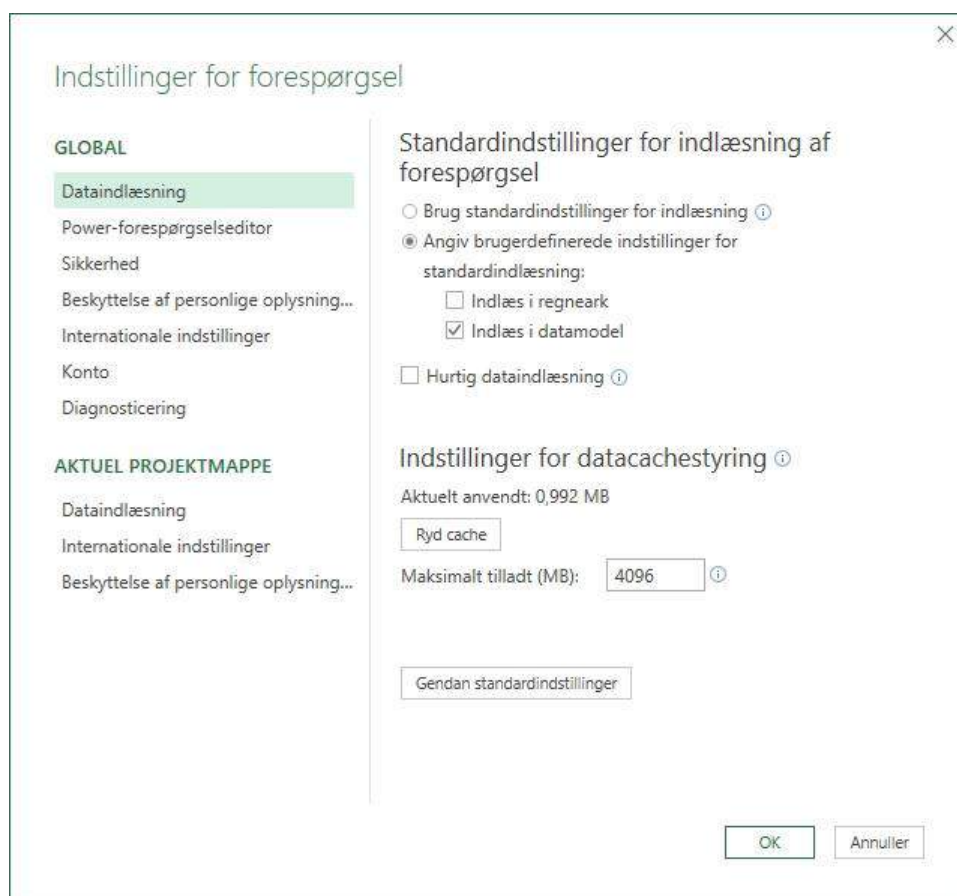 Indstillinger for forespørgsel
GLOBAL
Dataindlæsning
Power-forespørgselseditor
Sikkerhed
Beskyttelse af personlige oplysning...
Internationale indstillinger
Konto
Diagnosticering
AKTUEL PROJEKTMAPPE
Dataindlæsning
Internationale indstillinger
Beskyttelse af personlige oplysning...
Standardindstillinger for indlæsning af
forespørgsel
Brug standardindstillinger for indlæsning
Angiv brugerdefinerede indstillinger for
standardindlæsning:
Indlæs i regneark
Indlæs i datamodel
Hurtig dataindlæsning
Indstillinger for datacachestyring
Aktuelt anvendt: 0,992 MB
Ryd cache
Maksimalt tilladt (MB): 4096
Gendan standardindstillinger
OK Annuller